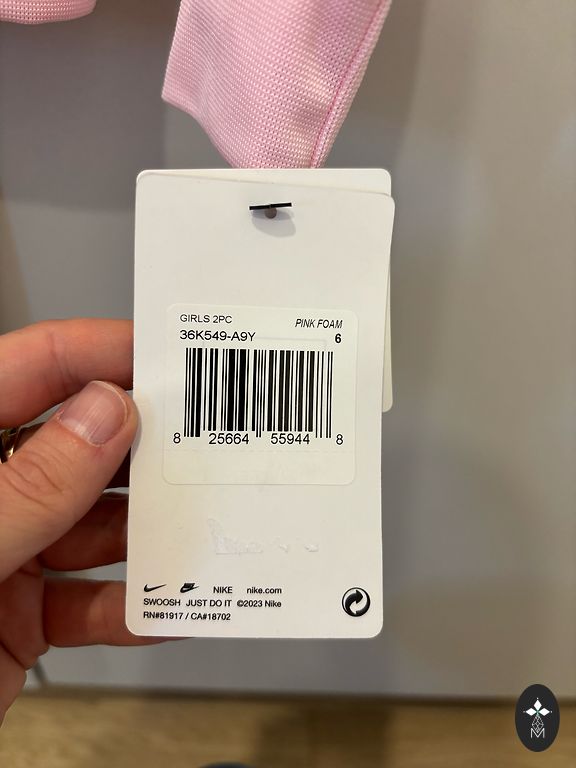 GIRLS 2PC
PINK FOAM
36K549-A9Y
6
8 25664 55944 8
NIKE nike.com
SWOOSH JUST DO IT ©2023 Nike
RN#81917 / CA#18702
M